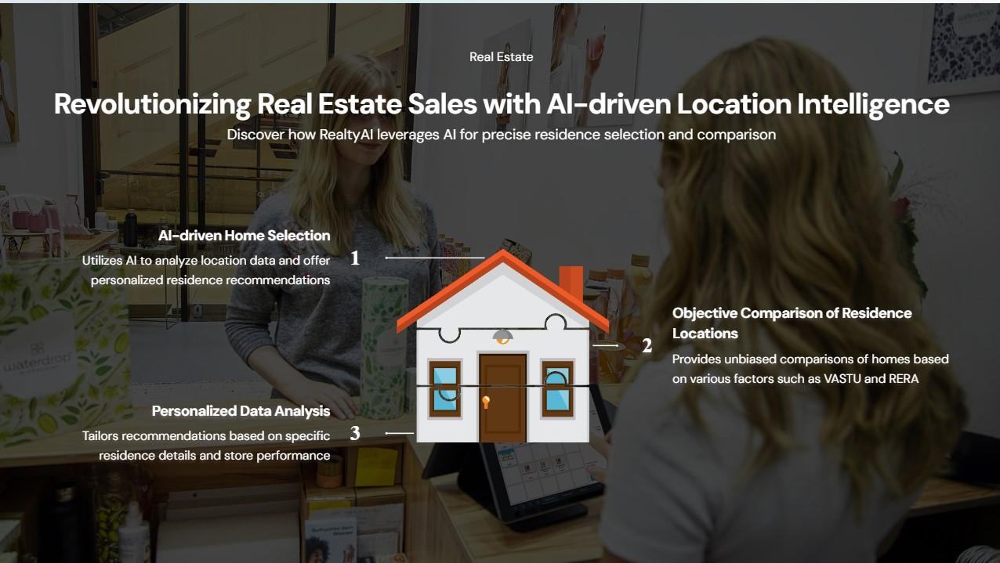 Real Estate
Revolutionizing Real Estate Sales with AI-driven Location Intelligence
Discover how RealtyAI leverages AI for precise residence selection and comparison
AI-driven Home Selection
Utilizes AI to analyze location data and offer
personalized residence recommendations
1
Objective Comparison of Residence
Locations
Provides unbiased comparisons of homes based
on various factors such as VASTU and RERA
2
Personalized Data Analysis
Tailors recommendations based on specific
residence details and store performance
3
waterdrop
waterdrop